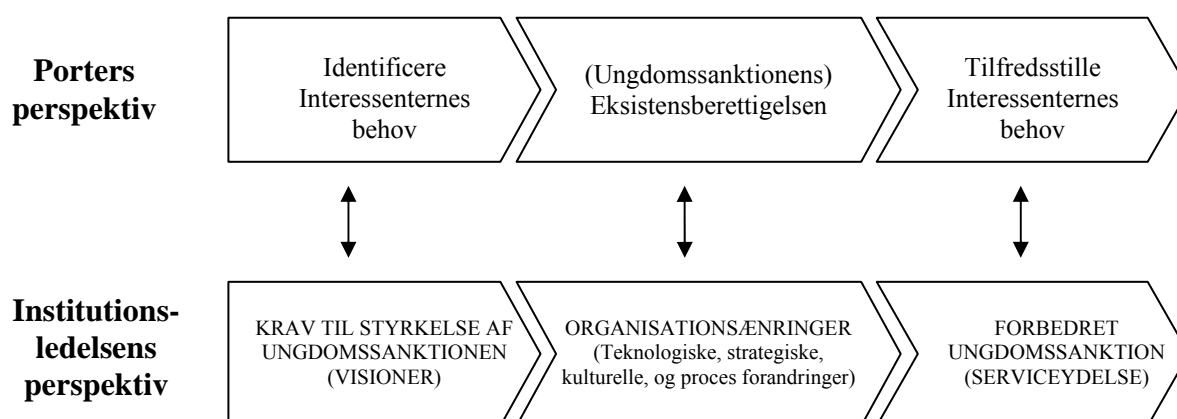 Porters
perspektiv
Identificere
Interessenternes
behov
(Ungdomssanktionens)
Eksistensberettigelsen
Tilfredsstille
Interessenternes
behov
Institutions-
ledelsens
perspektiv
KRAV TIL STYRKELSE AF
UNGDOMSSANKTIONEN
(VISIONER)
ORGANISATIONSÆNRINGER
(Teknologiske, strategiske,
kulturelle, og proces forandringer)
FORBEDRET
UNGDOMSSANKTION
(SERVICEYDELSE)